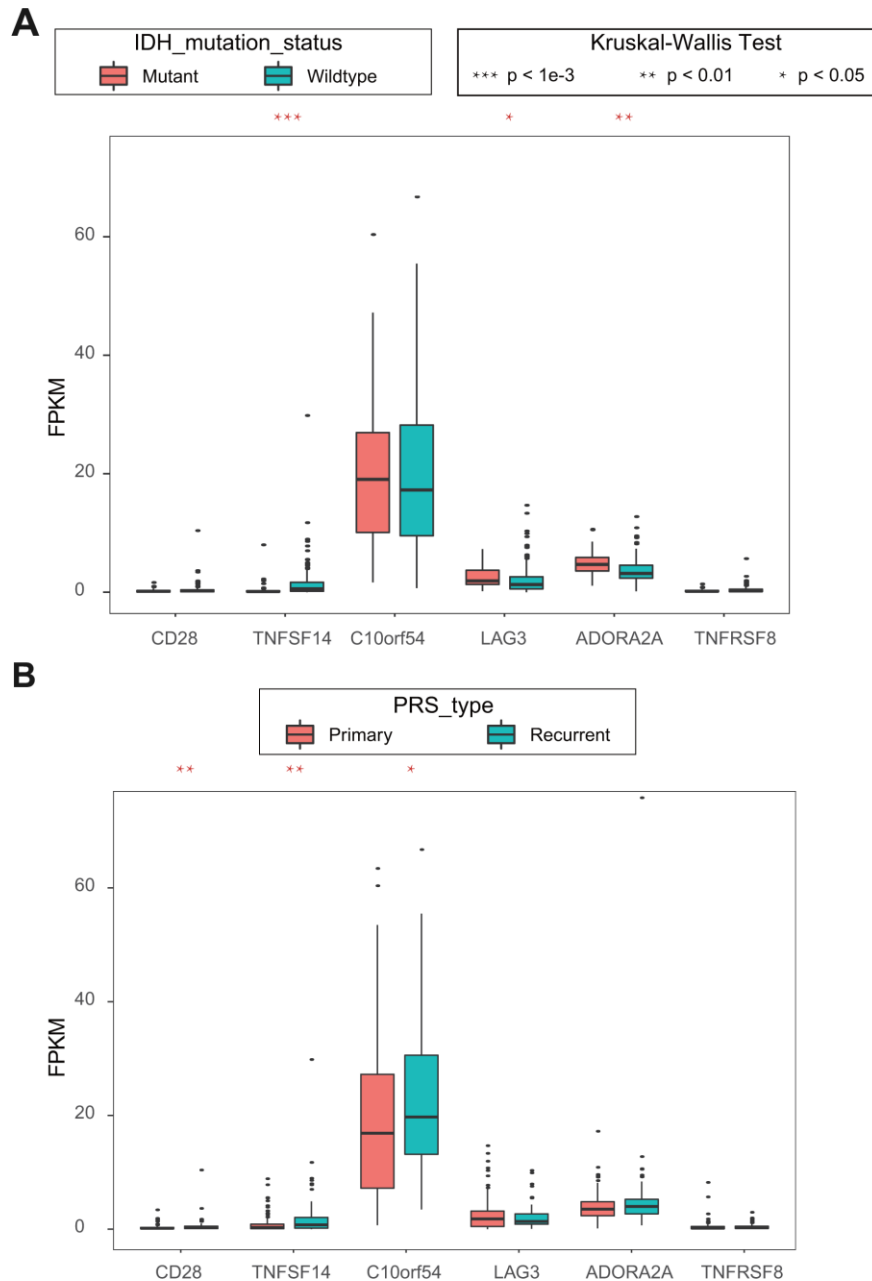 A
IDH_mutation_status
Mutant Wildtype
Kruskal-Wallis Test
*** p < 1e-3 ** p < 0.01 * p < 0.05
*** * **
60
40
20
0
FPKM
CD28 TNFSF14 C10orf54 LAG3 ADORA2A TNFRSF8
B
PRS_type
Primary Recurrent
** ** *
60
40
20
0
FPKM
CD28 TNFSF14 C10orf54 LAG3 ADORA2A TNFRSF8